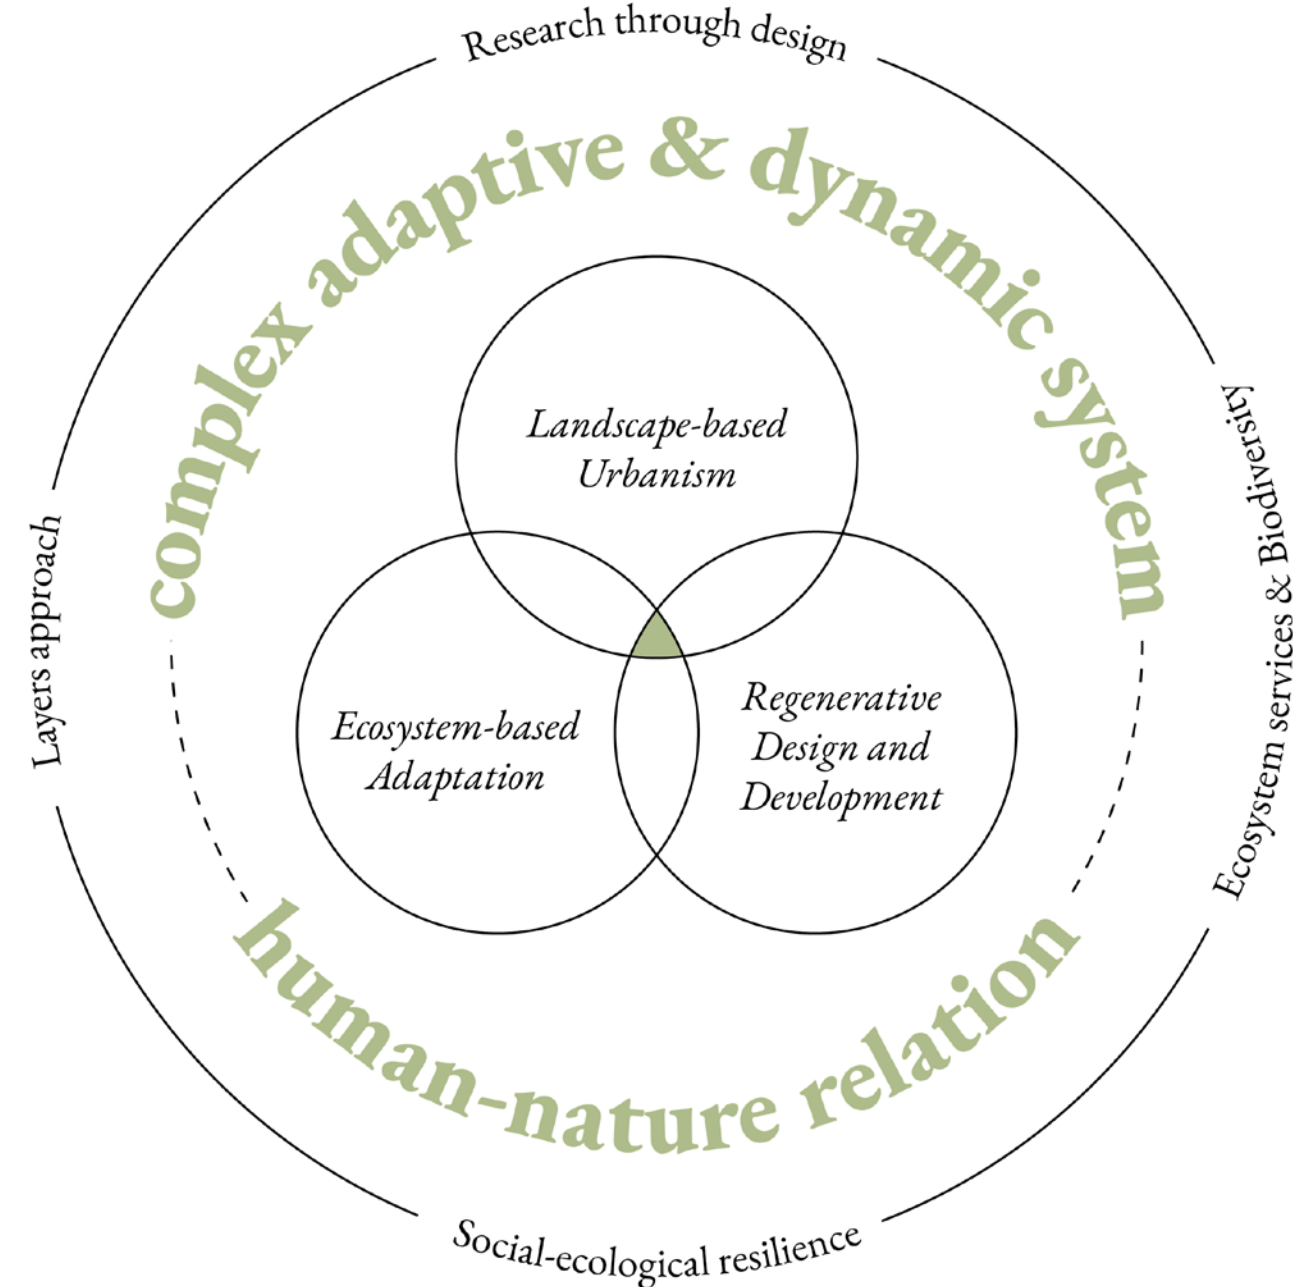 Research through design
complex adaptive & dynamic system
Landscape-based
Urbanism
Layers approach
Ecosystem services & Biodiversity
Ecosystem-based
Adaptation
Regenerative
Design and
Development
human-nature relation
Social-ecological resilience